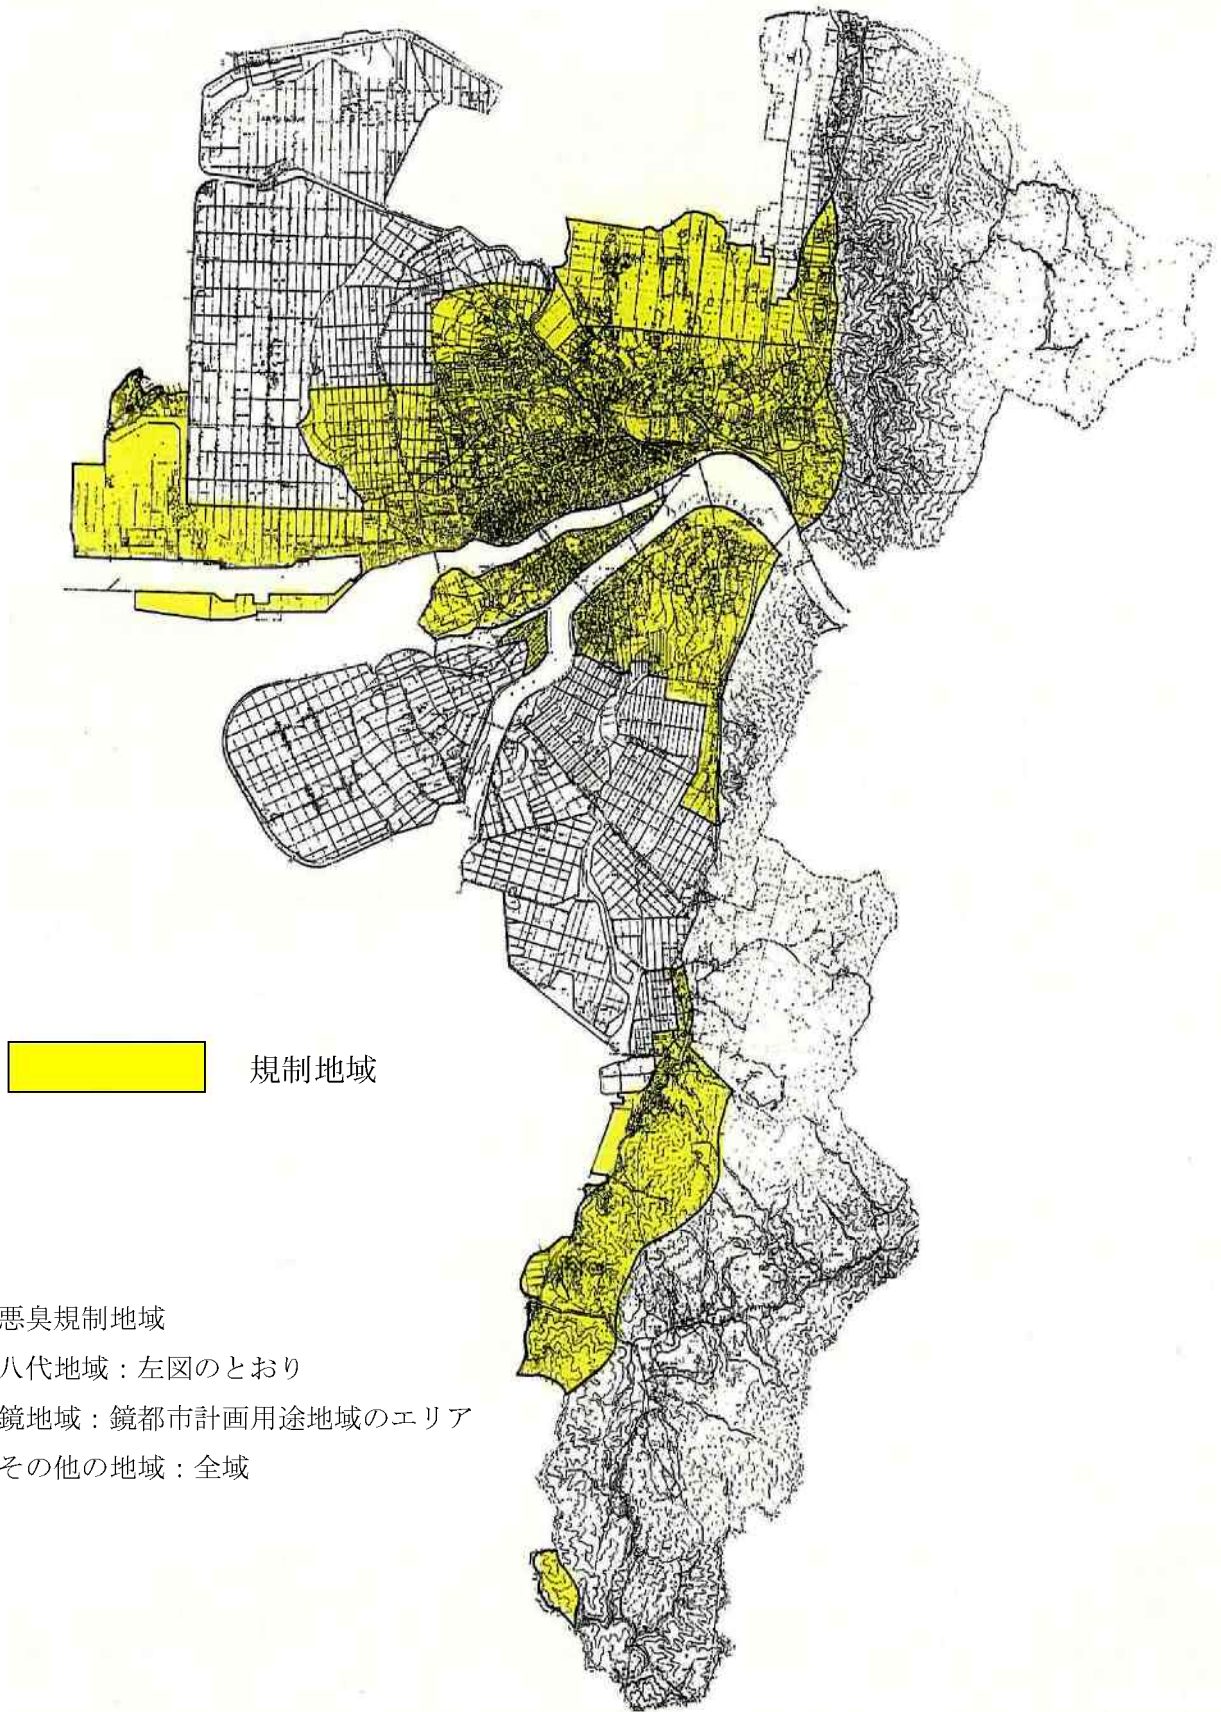 規制地域
悪臭規制地域
八代地域：左図のとおり
鏡地域：鏡都市計画用途地域のエリア
その他の地域：全域